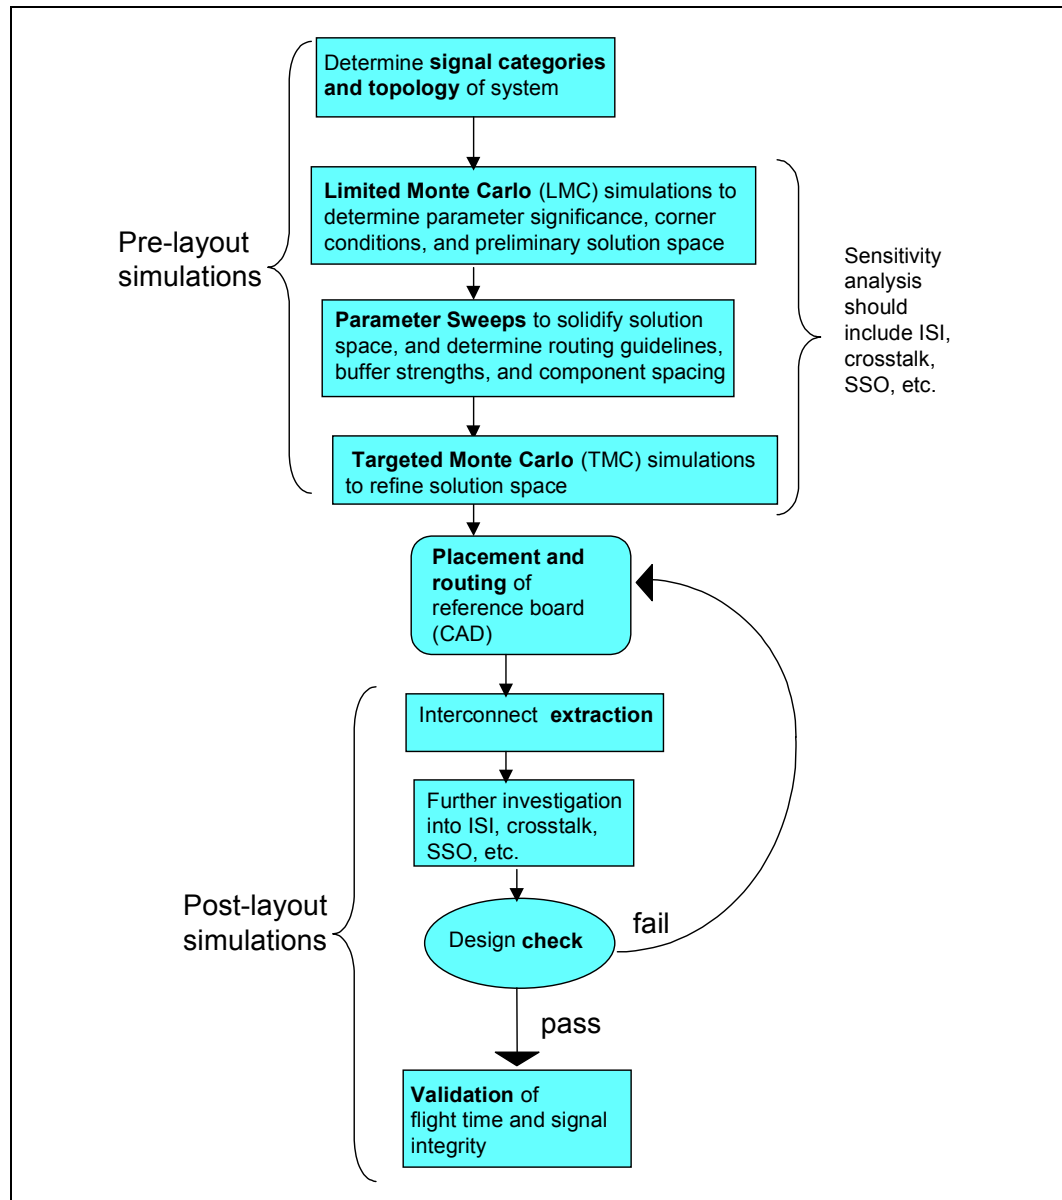 Determine signal categories
and topology of system
Limited Monte Carlo (LMC) simulations to
determine parameter significance, corner
conditions, and preliminary solution space
Pre-layout
simulations
Sensitivity
analysis
should
include ISI,
crosstalk,
SSO, etc.
Parameter Sweeps to solidify solution
space, and determine routing guidelines,
buffer strengths, and component spacing
Targeted Monte Carlo (TMC) simulations
to refine solution space
Placement and
routing of
reference board
(CAD)
Interconnect extraction
Further investigation
into ISI, crosstalk,
SSO, etc.
Post-layout
simulations
Design check
fail
pass
Validation of
flight time and signal
integrity